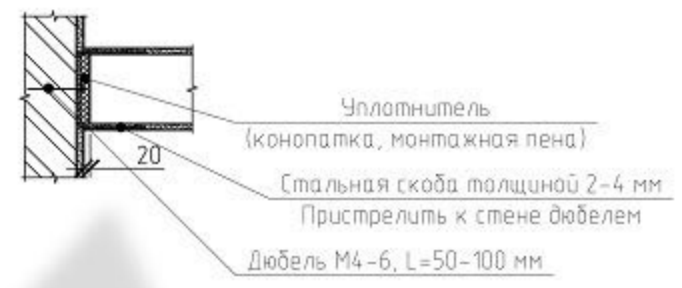 Уплотнитель
(конопатка, монтажная пена)
20
Стальная скоба толщиной 2-4 мм
Пристрелить к стене дюбелем
Дюбель М4-6, L=50-100 мм